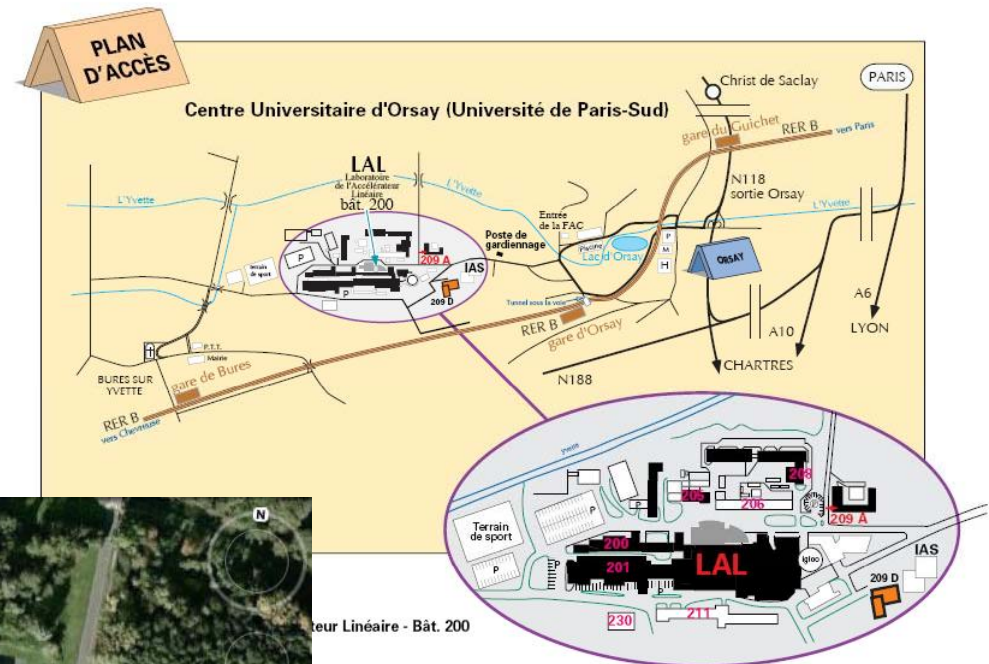 PLAN
D'ACCÈS
Centre Universitaire d'Orsay (Université de Paris-Sud)
Christ de Saclay
PARIS
gare du Guichet
RER B
vers Paris
LAL
Laboratoire
de l'Accélérateur
Linéaire
bât. 200
L'Yvette
L'Yvette
N118
sortie Orsay
L'Yvette
Entrée
de la FAC
Poste de
gardiennage
Piscine
Lac d'Orsay
P
M
H
ORSAY
209 A
IAS
P
Terrain
de sport
P
209 D
Tunnel sous la voie
RER B
gare d'Orsay
A6
LYON
A10
CHARTRES
N188
P.T.T.
Mairie
BURES SUR
YVETTE
gare de Bures
RER B
vers Chevreuse
Yvette
208
205
206
209 A
P
P
Terrain
de sport
200
201
LAL
igloo
IAS
P
P
P
209 D
230
211
N
teur Linéaire - Bât. 200